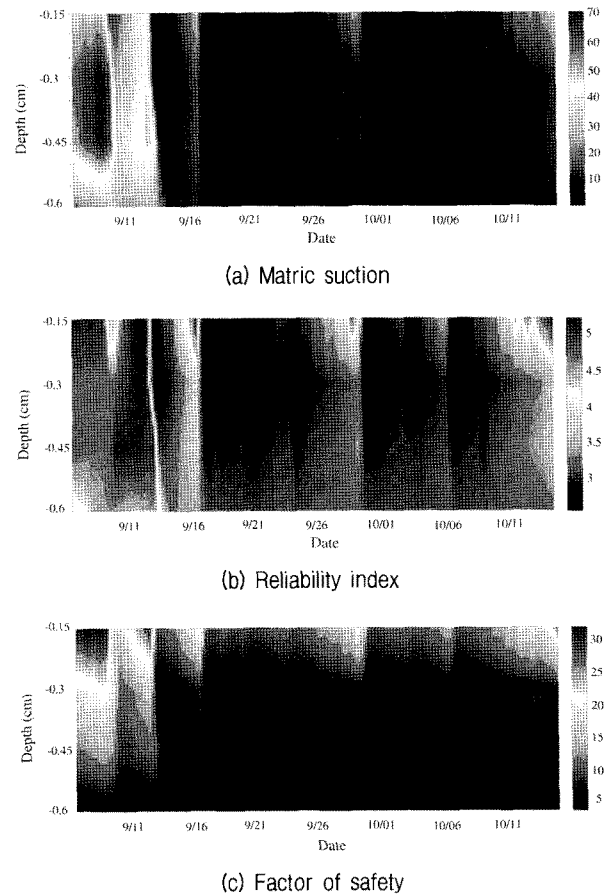 -0.15
-0.3
-0.45
-0.6
Depth (cm)
9/11 9/16 9/21 9/26 10/01 10/06 10/11
Date
70
60
50
40
30
20
10
(a) Matric suction
-0.15
-0.3
-0.45
-0.6
Depth (cm)
9/11 9/16 9/21 9/26 10/01 10/06 10/11
Date
5
4.5
4
3.5
3
(b) Reliability index
-0.15
-0.3
-0.45
-0.6
Depth (cm)
9/11 9/16 9/21 9/26 10/01 10/06 10/11
Date
30
25
20
15
10
5
(c) Factor of safety